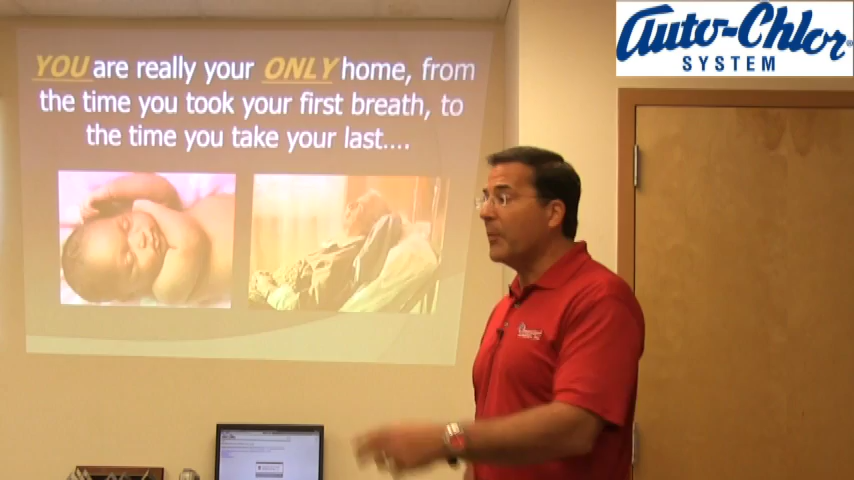 YOU are really your ONLY home, from
the time you took your first breath, to
the time you take your last....
Auto-Chlor
SYSTEM